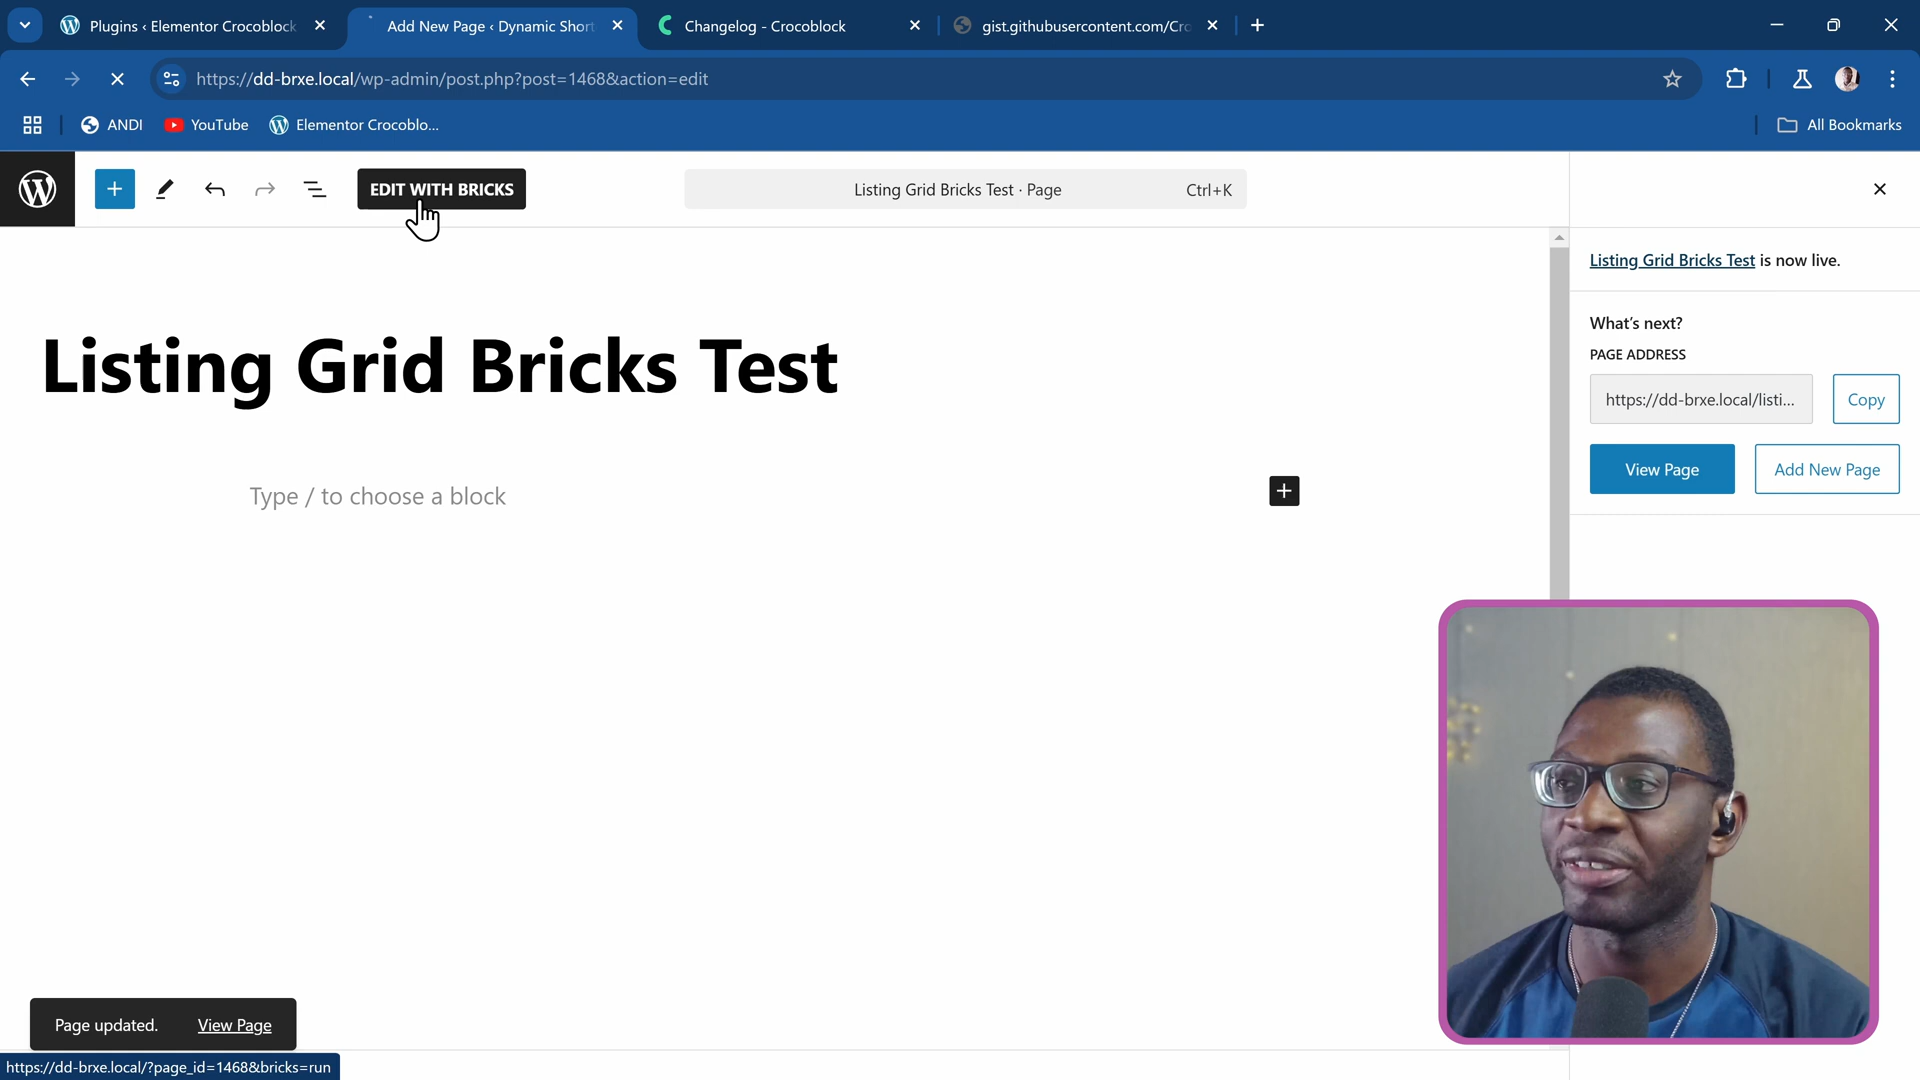 Plugins ‹ Elementor Crocoblock
Add New Page ‹ Dynamic Short
Changelog - Crocoblock
gist.githubusercontent.com/Cro
https://dd-brxe.local/wp-admin/post.php?post=1468&action=edit
ANDI
YouTube
Elementor Crocoblo...
All Bookmarks
EDIT WITH BRICKS
Listing Grid Bricks Test · Page
Ctrl+K
Listing Grid Bricks Test is now live.
What's next?
PAGE ADDRESS
https://dd-brxe.local/listi...
Copy
View Page
Add New Page
Listing Grid Bricks Test
Type / to choose a block
Page updated.
View Page
https://dd-brxe.local/?page_id=1468&bricks=run